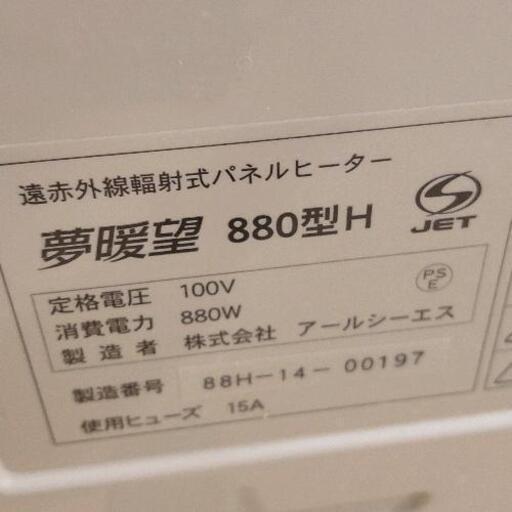 遠赤外線輻射式パネルヒーター
夢暖望 880型H
JET
定格電圧 100V
PSE
消費電力 880W
製造者 株式会社 アールシーエス
製造番号 88H-14-00197
使用ヒューズ 15A